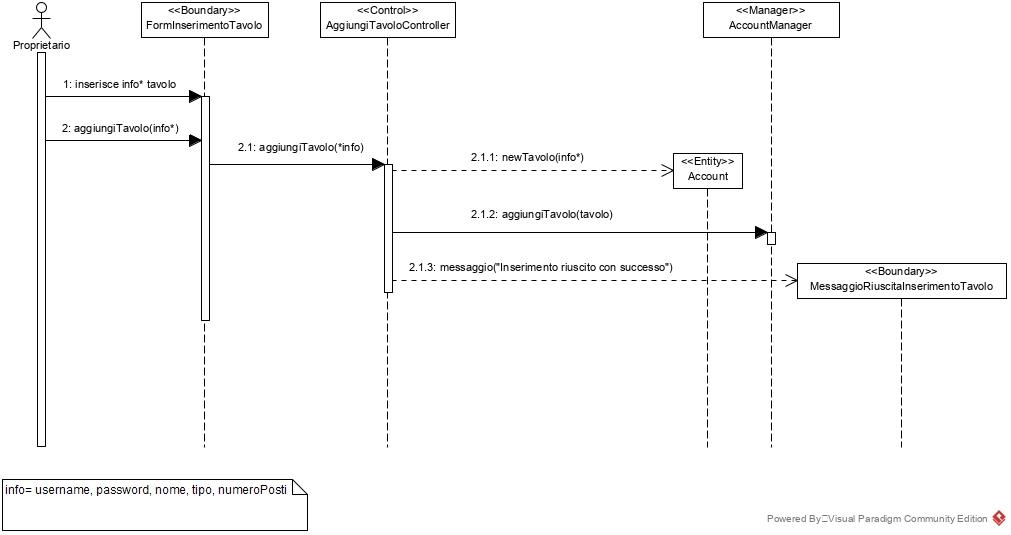 <<Boundary>>
FormInserimentoTavolo
<<Control>>
AggiungiTavoloController
<<Manager>>
AccountManager
Proprietario
1: inserisce info* tavolo
2: aggiungiTavolo(info*)
2.1: aggiungiTavolo(*info)
2.1.1: newTavolo(info*)
<<Entity>>
Account
2.1.2: aggiungiTavolo(tavolo)
2.1.3: messaggio("Inserimento riuscito con successo")
<<Boundary>>
MessaggioRiuscitaInserimentoTavolo
info= username, password, nome, tipo, numeroPosti
Powered By Visual Paradigm Community Edition